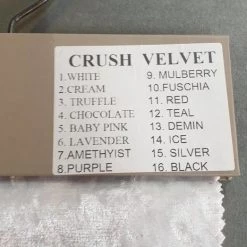 CRUSH VELVET
1.WHITE
2.CREAM
3. TRUFFLE
4. CHOCOLATE
5. BABY PINK
6. LAVENDER
7.AMETHYIST
8.PURPLE
9. MULBERRY
10.FUSCHIA
11. RED
12. TEAL
13. DEMIN
14. ICE
15. SILVER
16. BLACK